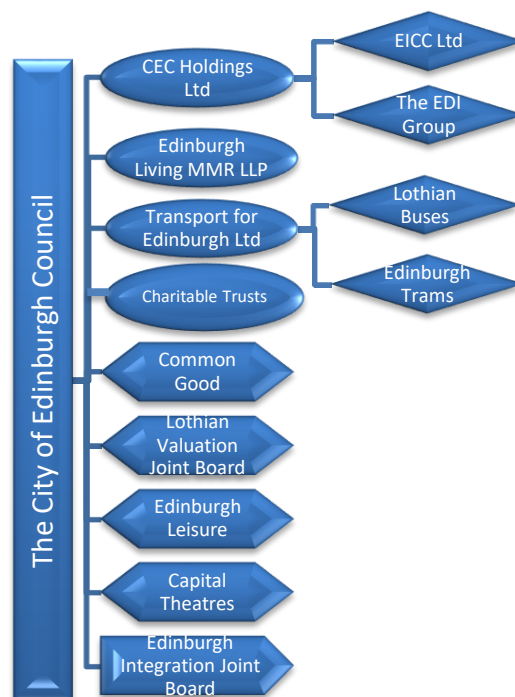 The City of Edinburgh Council
CEC Holdings
Ltd
EICC Ltd
The EDI
Group
Edinburgh
Living MMR LLP
Transport for
Edinburgh Ltd
Lothian
Buses
Edinburgh
Trams
Charitable Trusts
Common
Good
Lothian
Valuation
Joint Board
Edinburgh
Leisure
Capital
Theatres
Edinburgh
Integration Joint
Board